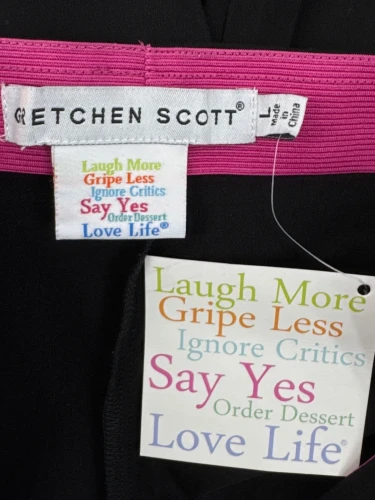 GRETCHEN SCOTT®
L
Made
in
China
Laugh More
Gripe Less
Ignore Critics
Say Yes
Order Dessert
Love Life®
Laugh More
Gripe Less
Ignore Critics
Say Yes
Order Dessert
Love Life®